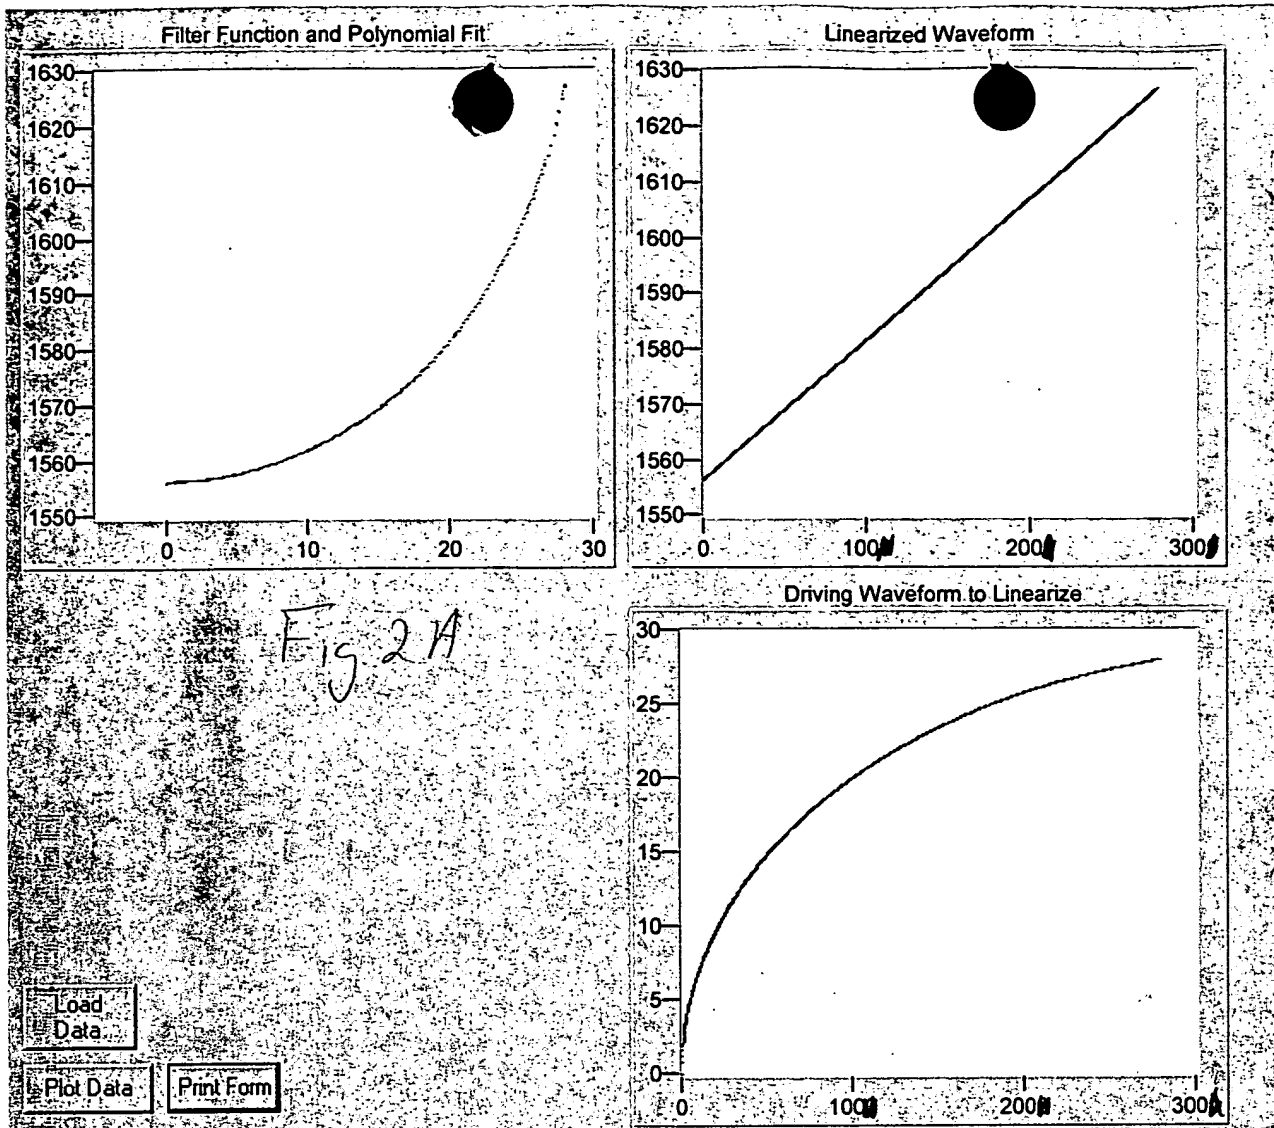 Filter Function and Polynomial Fit
1630
1620
1610
1600
1590
1580
1570
1560
1550
0 10 20 30
Linearized Waveform
1630
1620
1610
1600
1590
1580
1570
1560
1550
0 100 200 300
Fig 2A
Driving Waveform to Linearize
30
25
20
15
10
5
0
0 100 200 300
Load
Data
Plot Data
Print Form